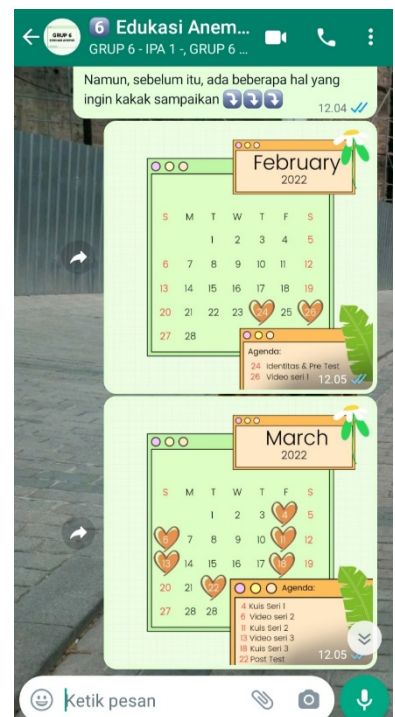 6 Edukasi Anem...
GRUP 6 - IPA 1 -, GRUP 6 ...
GRUP 6
Namun, sebelum itu, ada beberapa hal yang
ingin kakak sampaikan
12.04
February
2022
S M T W T F S
1 2 3 4 5
6 7 8 9 10 11 12
13 14 15 16 17 18 19
20 21 22 23 24 25 26
27 28
Agenda:
24 Identitas & Pre Test
26 Video seri 1
12.05
March
2022
S M T W T F S
1 2 3 4 5
6 7 8 9 10 11 12
13 14 15 16 17 18 19
20 21 22
27 28 28
Agenda:
4 Kuis Seri 1
6 Video seri 2
11 Kuis Seri 2
13 Video seri 3
18 Kuis Seri 3
22 Post Test
12.05
Ketik pesan